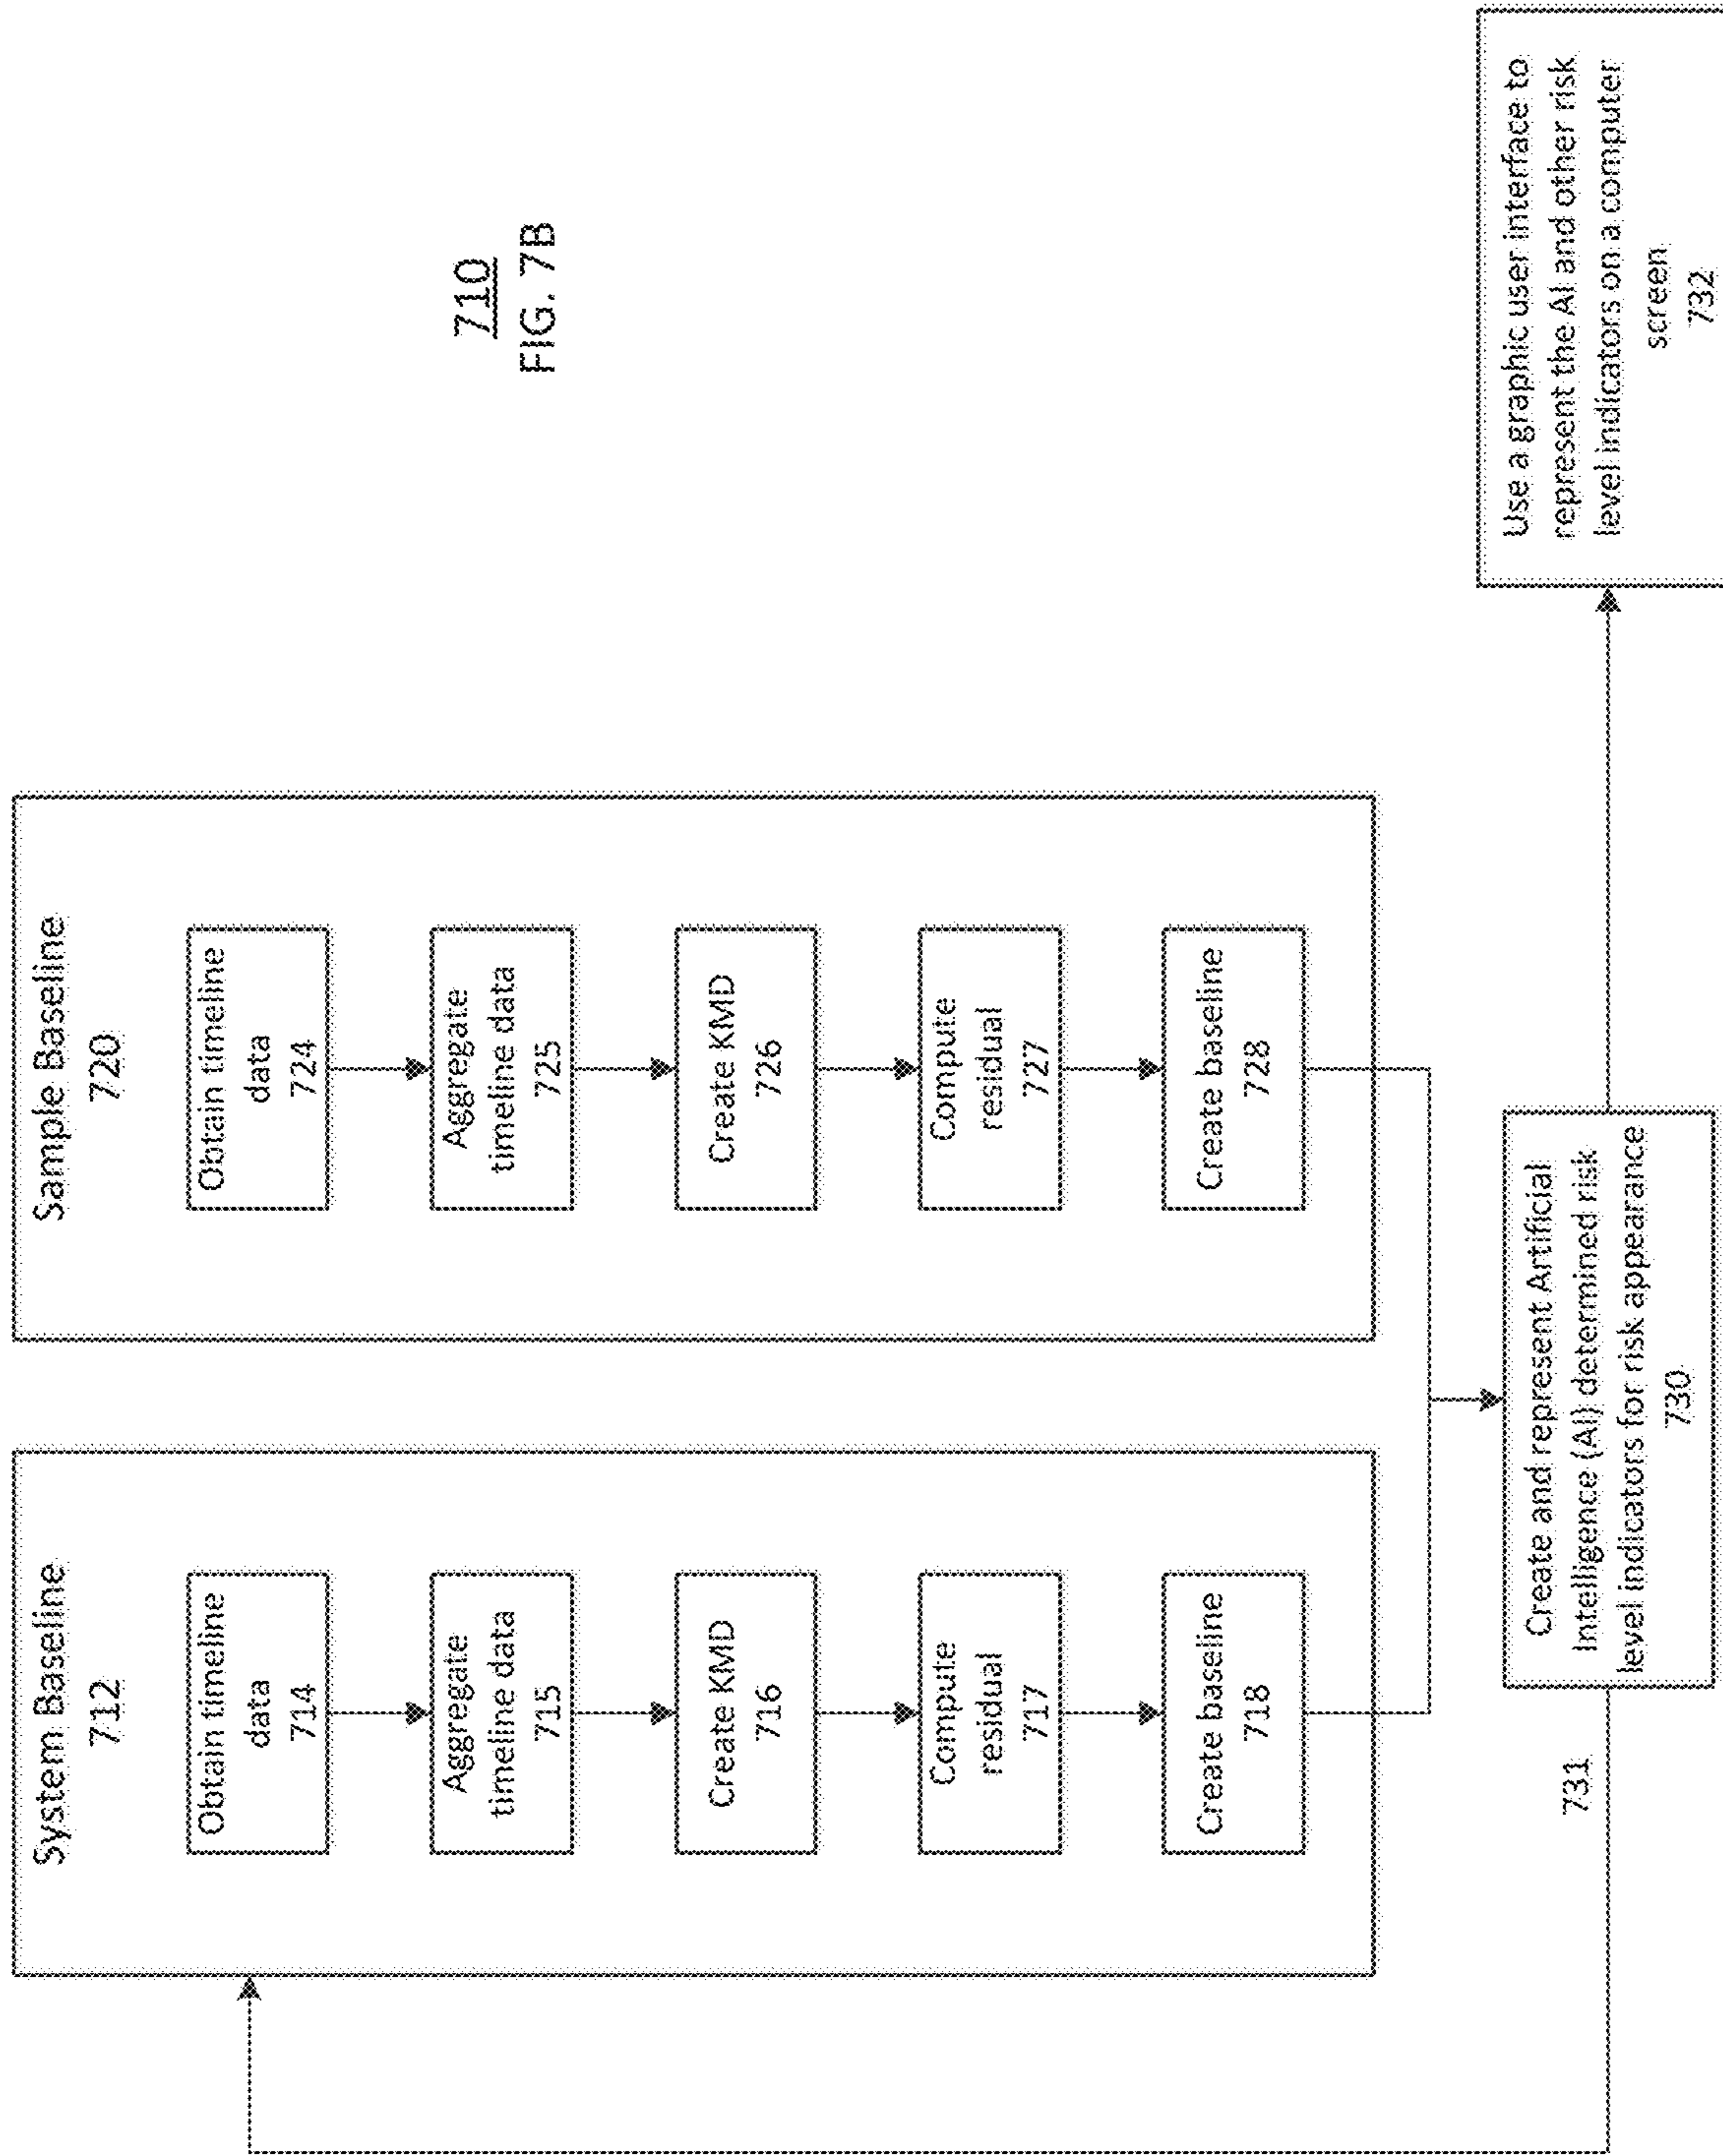 System Baseline
712
Obtain timeline
data
714
Aggregate
timeline data
715
Create KMD
716
Compute
residual
717
Create baseline
718
Sample Baseline
720
Obtain timeline
data
724
Aggregate
timeline data
725
Create KMD
726
Compute
residual
727
Create baseline
728
731
Create and represent Artificial
Intelligence (AI) determined risk
level indicators for risk appearance
730
Use a graphic user interface to
represent the AI and other risk
level indicators on a computer
screen
732
710
FIG. 7B